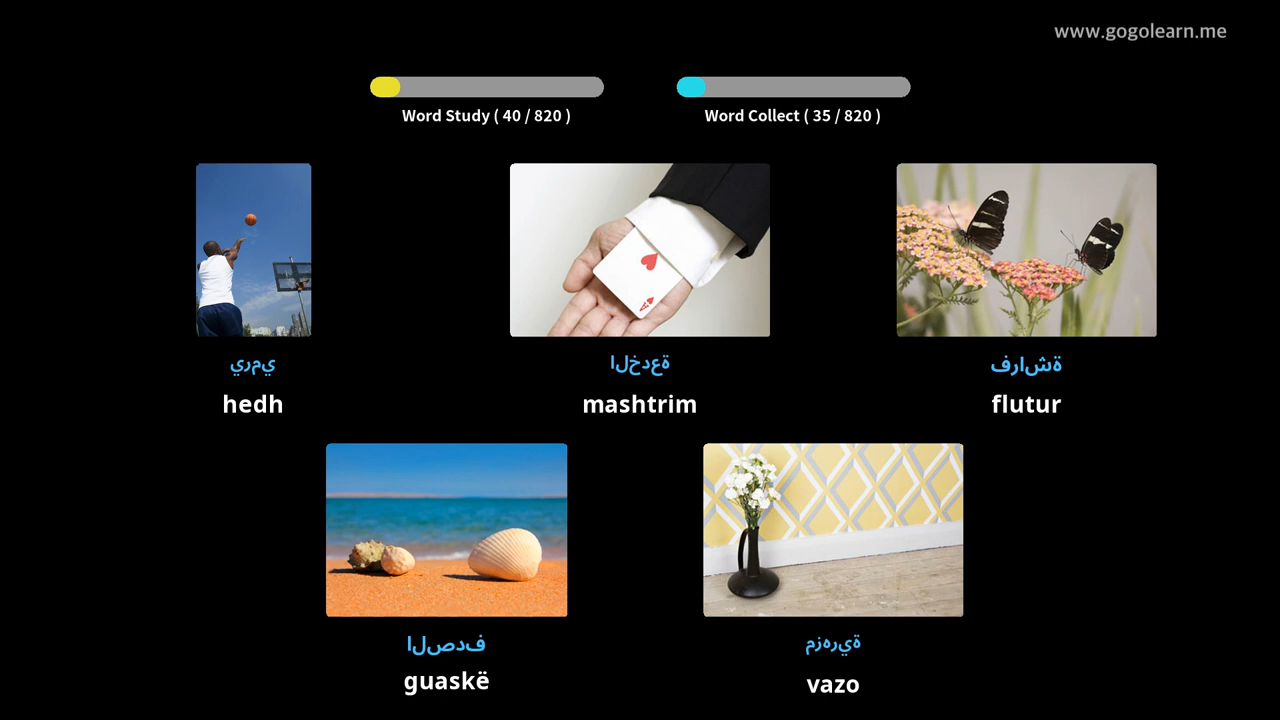 www.gogolearn.me
Word Study ( 40 / 820 )
Word Collect ( 35 / 820 )
يرمي
الخدعة
فراشة
hedh
mashtrim
flutur
الصدف
مزهرية
guaskë
vazo